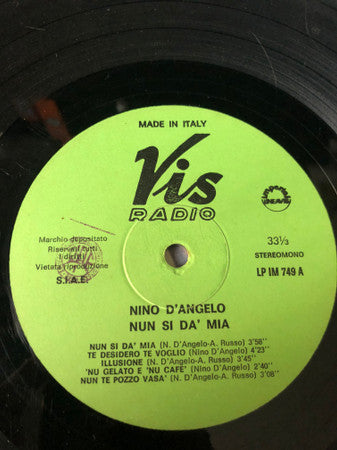 MADE IN ITALY
Vis
RADIO
Marchio depositato
Riservati tutti
i diritti
Vietata riproduzione
S.I.A.E.
33⅓
STEREOMONO
LP IM 749 A
NINO D'ANGELO
NUN SI DA' MIA
NUN SI DA' MIA (N. D'Angelo-A. Russo) 3'58''
TE DESIDERO TE VOGLIO (Nino D'Angelo) 4'23''
ILLUSIONE (N. D'Angelo-A. Russo) 3'45''
'NU GELATO E 'NU CAFE' (Nino D'Angelo) 2'40''
NUN TE POZZO VASA' (N. D'Angelo-A. Russo) 3'08''